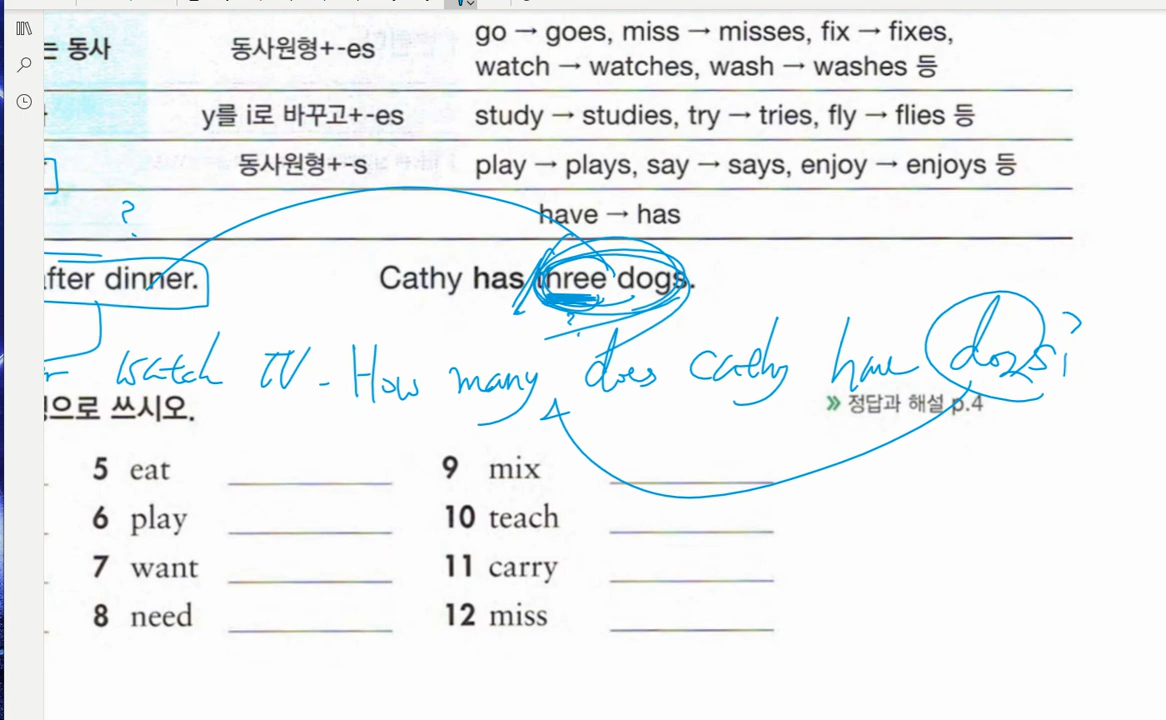 는 동사 동사원형+-es go → goes, miss → misses, fix → fixes,
watch → watches, wash → washes 등
y를 i로 바꾸고+-es study → studies, try → tries, fly → flies 등
동사원형+-s play → plays, say → says, enjoy → enjoys 등
?
have → has
after dinner. Cathy has three dogs.
?
watch TV. How many does cathy have dogs?
형으로 쓰시오. » 정답과 해설 p.4
5 eat 9 mix
6 play 10 teach
7 want 11 carry
8 need 12 miss